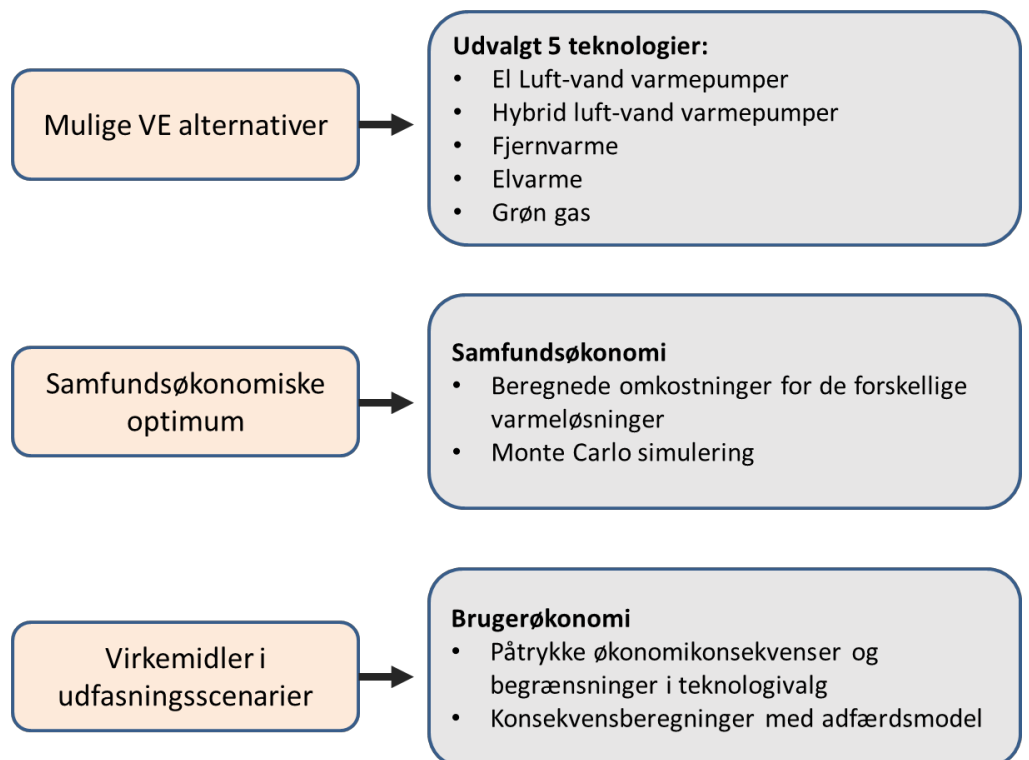 Mulige VE alternativer
Udvalgt 5 teknologier:
• El Luft-vand varmepumper
• Hybrid luft-vand varmepumper
• Fjernvarme
• Elvarme
• Grøn gas
Samfundsøkonomiske
optimum
Samfundsøkonomi
• Beregnede omkostninger for de forskellige
varmeløsninger
• Monte Carlo simulering
Virkemidler i
udfasningsscenarier
Brugerøkonomi
• Påtrykke økonomikonsekvenser og
begrænsninger i teknologivalg
• Konsekvensberegninger med adfærdsmodel